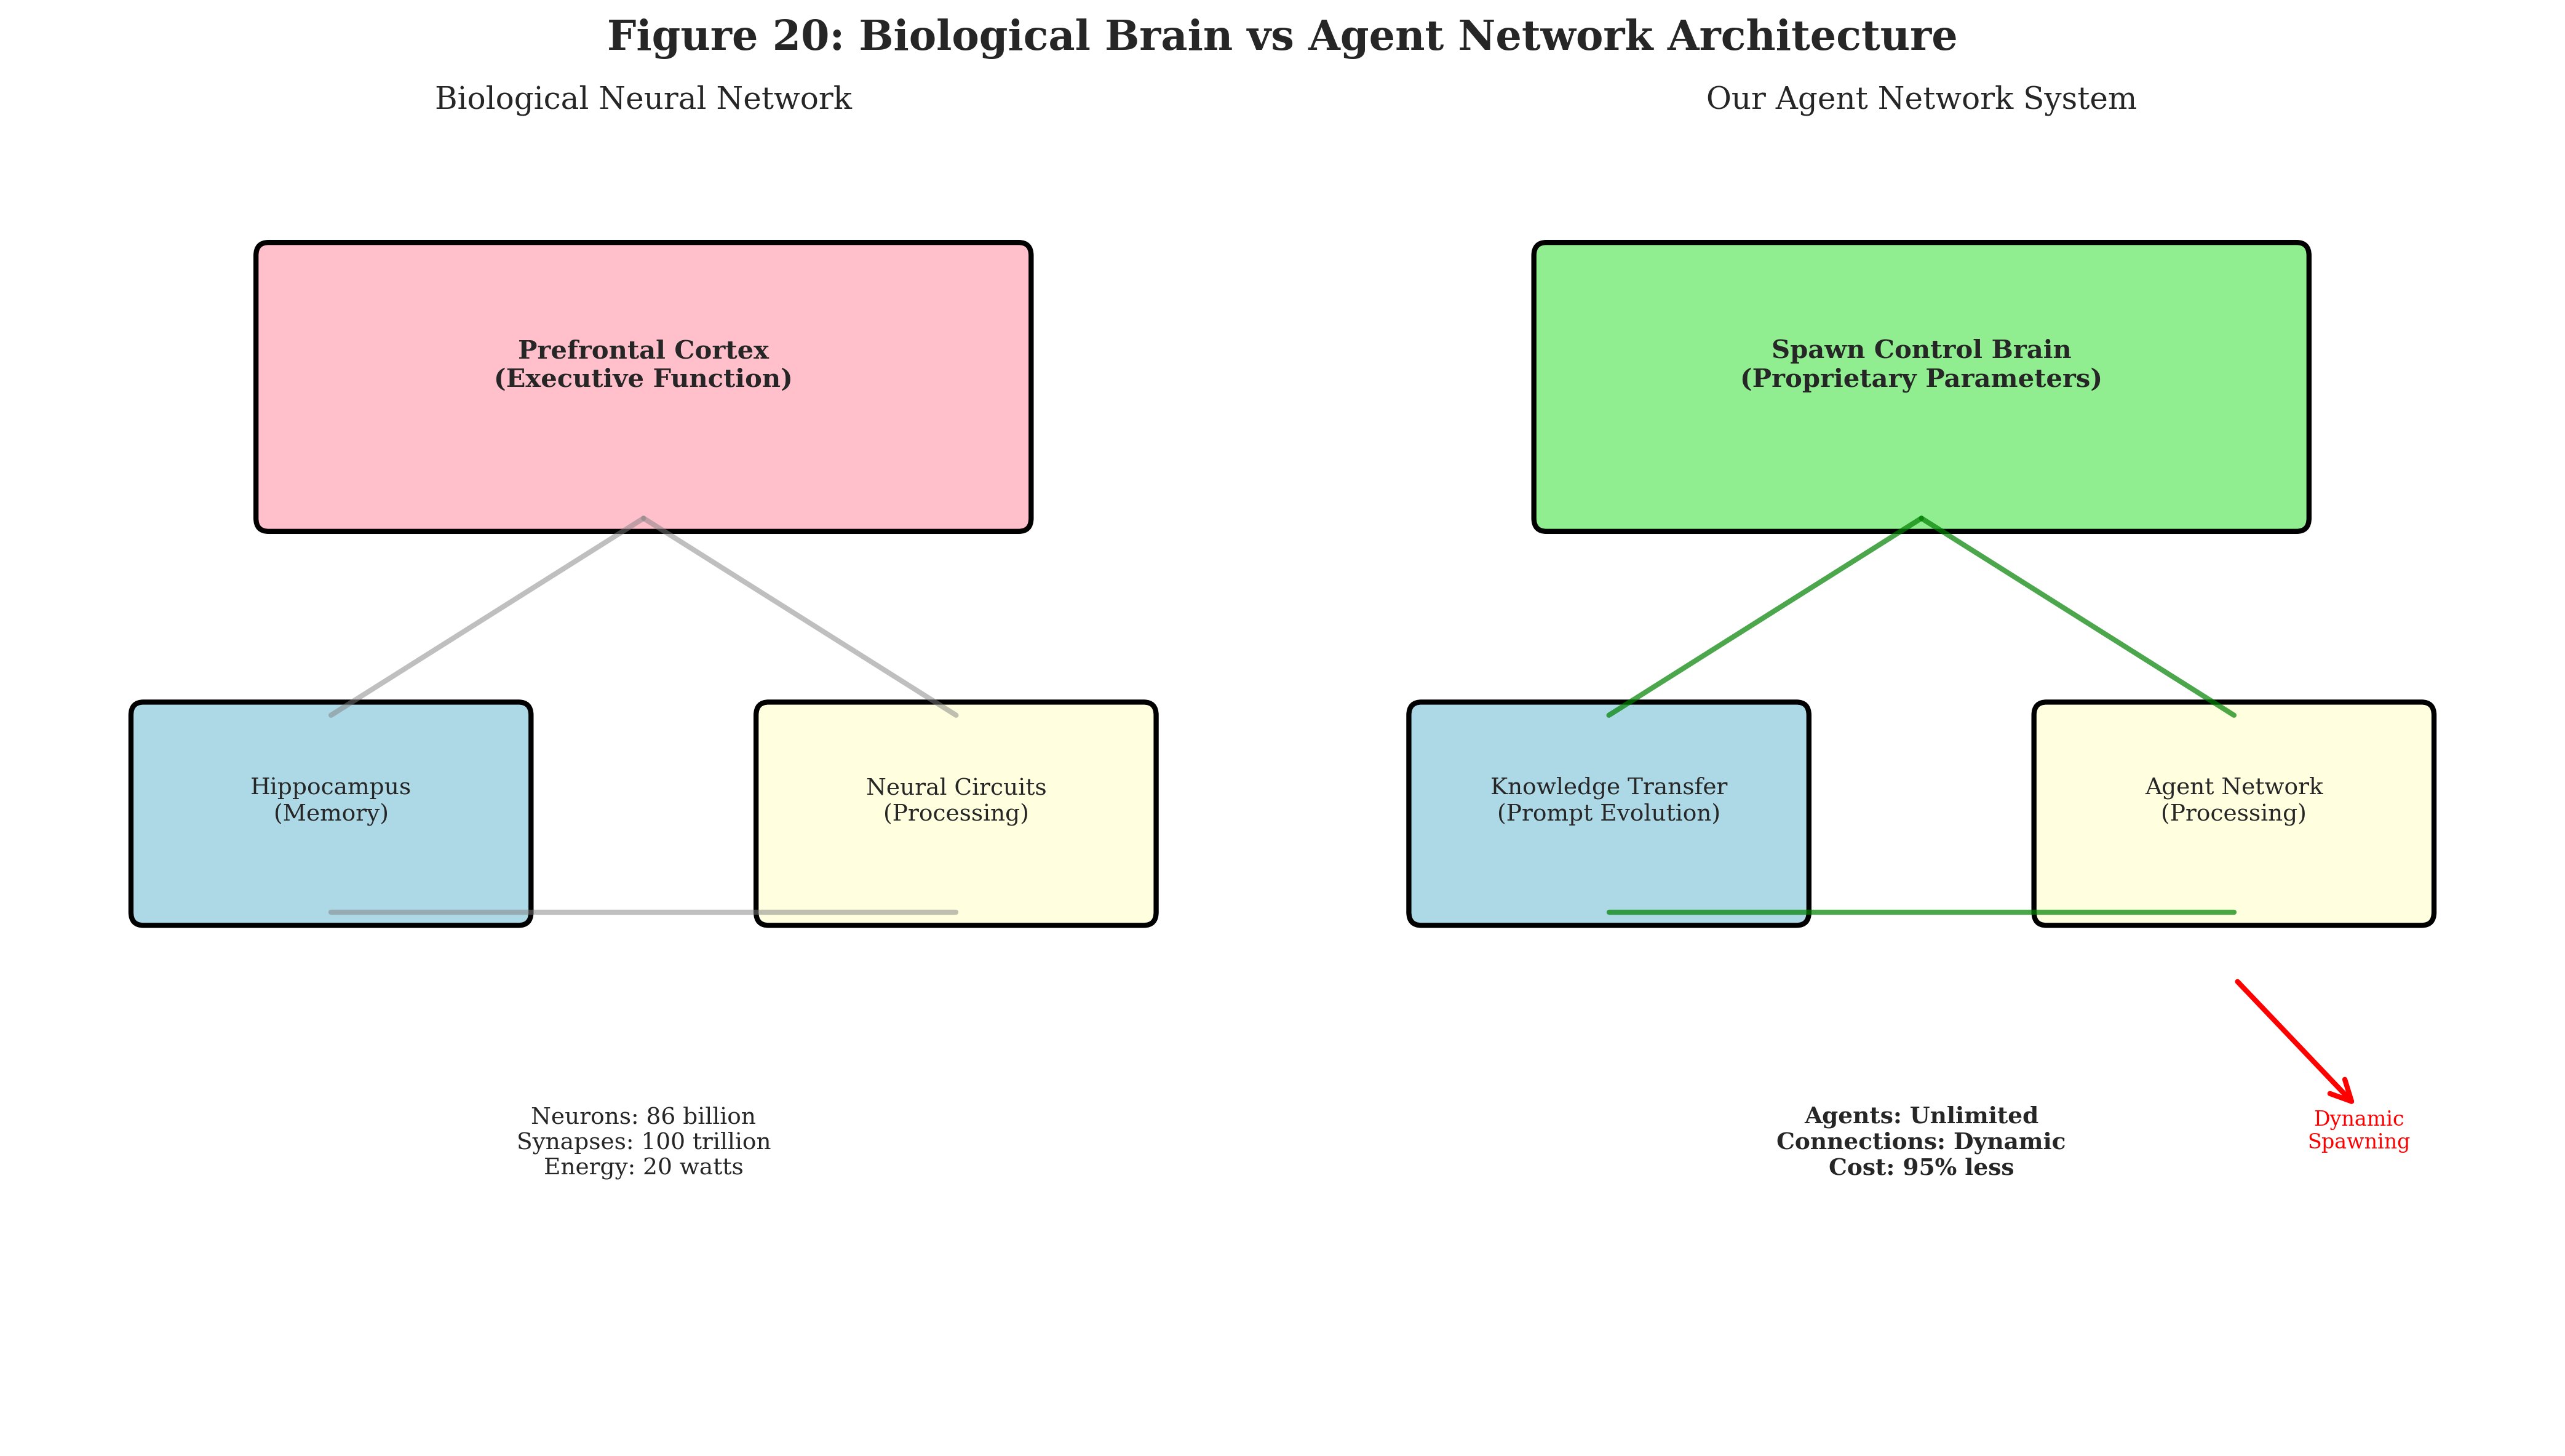 Figure 20: Biological Brain vs Agent Network Architecture
Biological Neural Network
Prefrontal Cortex
(Executive Function)
Hippocampus
(Memory)
Neural Circuits
(Processing)
Neurons: 86 billion
Synapses: 100 trillion
Energy: 20 watts
Our Agent Network System
Spawn Control Brain
(Proprietary Parameters)
Knowledge Transfer
(Prompt Evolution)
Agent Network
(Processing)
Agents: Unlimited
Connections: Dynamic
Cost: 95% less
Dynamic
Spawning